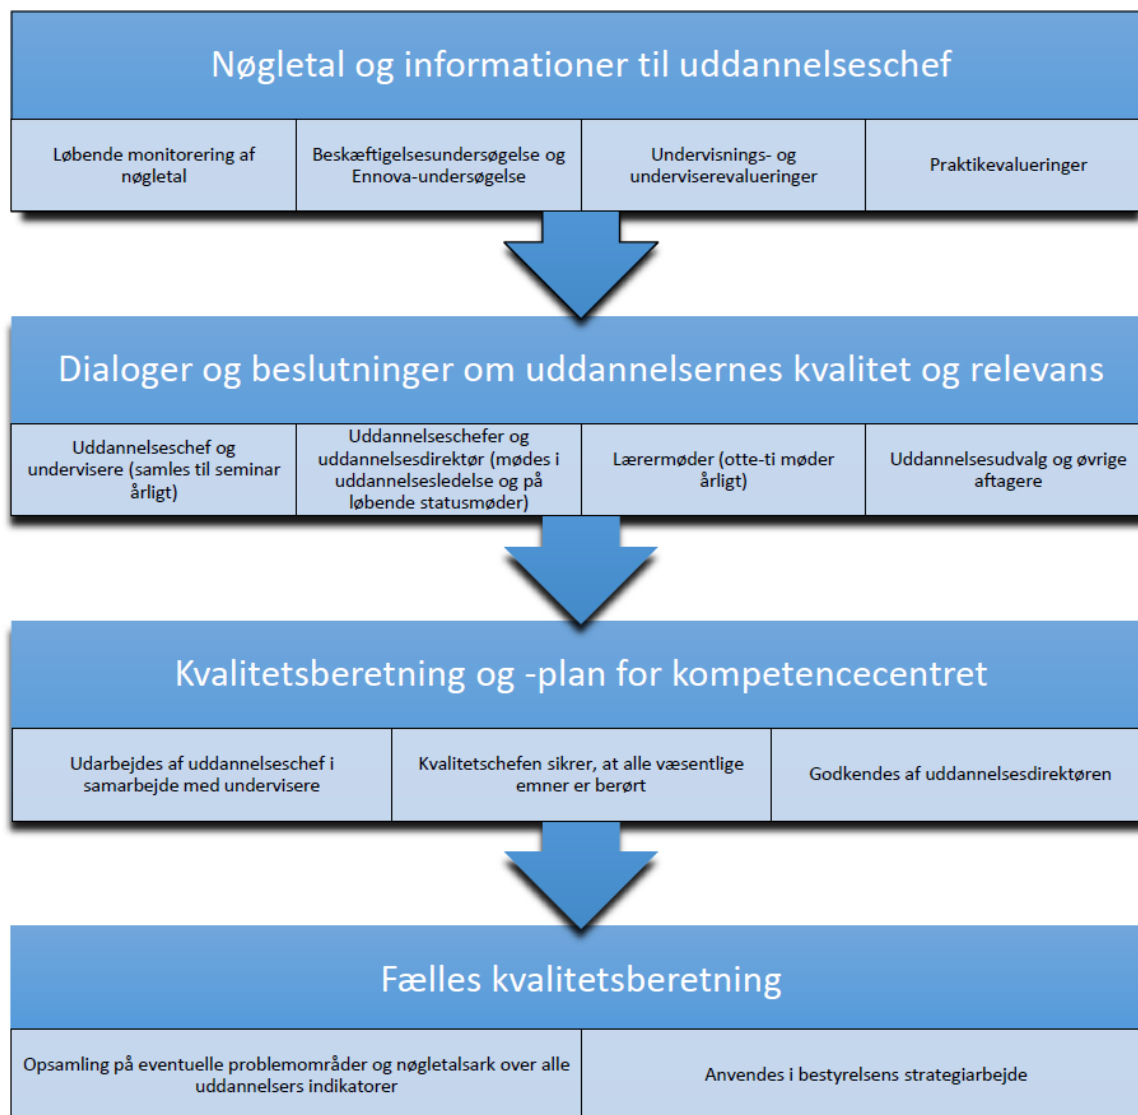 Nøgletal og informationer til uddannelseschef
Løbende monitorering af
nøgletal
Beskæftigelsesundersøgelse og
Ennova-undersøgelse
Undervisnings- og
underviserevalueringer
Praktikevalueringer
Dialoger og beslutninger om uddannelsernes kvalitet og relevans
Uddannelseschef og
undervisere (samles til seminar
årligt)
Uddannelseschefer og
uddannelsesdirektør (mødes i
uddannelsesledelse og på
løbende statusmøder)
Lærermøder (otte-ti møder
årligt)
Uddannelsesudvalg og øvrige
aftagere
Kvalitetsberetning og -plan for kompetencecentret
Udarbejdes af uddannelseschef i
samarbejde med undervisere
Kvalitetschefen sikrer, at alle væsentlige
emner er berørt
Godkendes af uddannelsesdirektøren
Fælles kvalitetsberetning
Opsamling på eventuelle problemområder og nøgletalsark over alle
uddannelsers indikatorer
Anvendes i bestyrelsens strategiarbejde